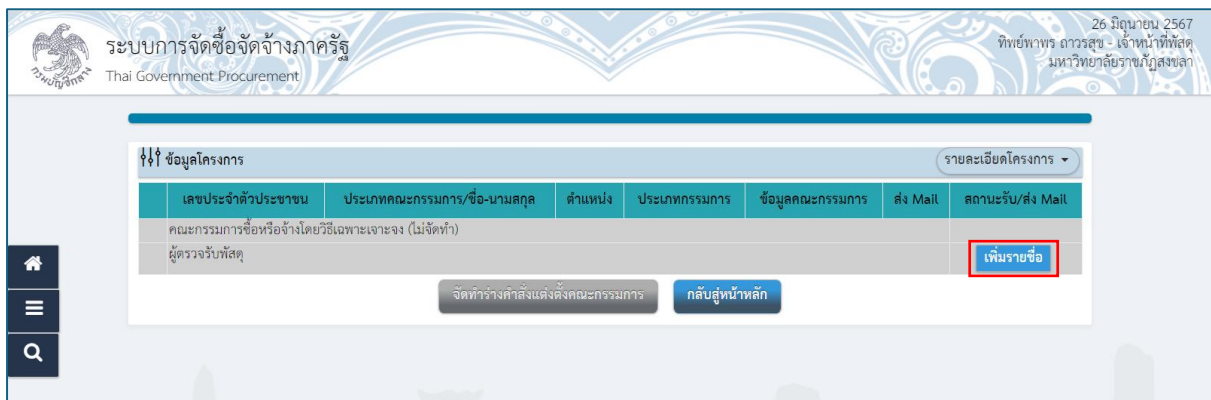 26 มิถุนายน 2567
ระบบการจัดซื้อจัดจ้างภาครัฐ
ทิพย์พาพร ถาวรสุข - เจ้าหน้าที่พัสดุ
มหาวิทยาลัยราชภัฏสงขลา
Thai Government Procurement
กรมบัญชีกลาง
ข้อมูลโครงการ รายละเอียดโครงการ
เลขประจำตัวประชาชน ประเภทคณะกรรมการ/ชื่อ-นามสกุล ตำแหน่ง ประเภทกรรมการ ข้อมูลคณะกรรมการ ส่ง Mail สถานะรับ/ส่ง Mail
คณะกรรมการซื้อหรือจ้างโดยวิธีเฉพาะเจาะจง (ไม่จัดทำ)
ผู้ตรวจรับพัสดุ เพิ่มรายชื่อ
จัดทำร่างคำสั่งแต่งตั้งคณะกรรมการ กลับสู่หน้าหลัก